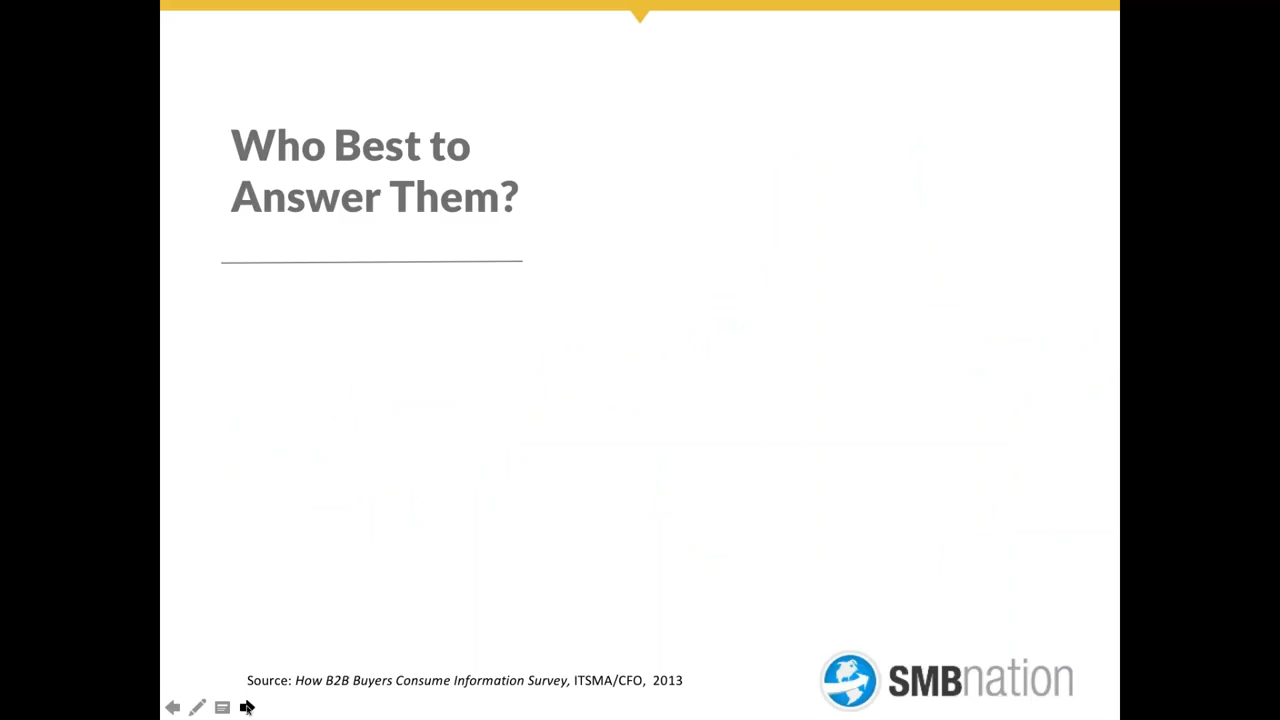 Who Best to
Answer Them?
Source: How B2B Buyers Consume Information Survey, ITSMA/CFO, 2013
SMBnation